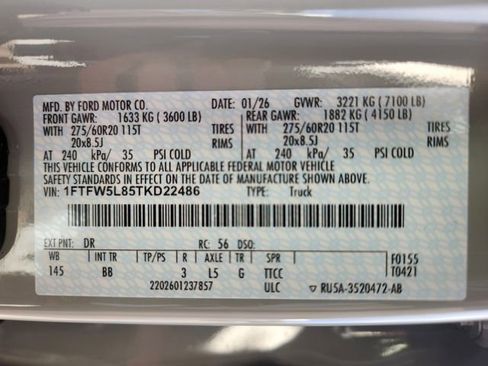 MFD. BY FORD MOTOR CO. 01/26 GVWR: 3221 KG ( 7100 LB)
FRONT GAWR: 1633 KG ( 3600 LB) REAR GAWR: 1882 KG ( 4150 LB)
WITH 275/60R20 115T TIRES WITH 275/60R20 115T TIRES
20x8.5J RIMS 20x8.5J RIMS
AT 240 kPa/ 35 PSI COLD AT 240 kPa/ 35 PSI COLD
THIS VEHICLE CONFORMS TO ALL APPLICABLE FEDERAL MOTOR VEHICLE
SAFETY STANDARDS IN EFFECT ON THE DATE OF MANUFACTURE SHOWN ABOVE.
VIN: 1FTFW5L85TKD22486 TYPE: Truck
EXT PNT: DR RC: 56 DSO:
WB INT TR TP/PS R AXLE TR SPR F0155
145 BB 3 L5 G TTCC T0421
2202601237857 ULC RU5A-3520472-AB